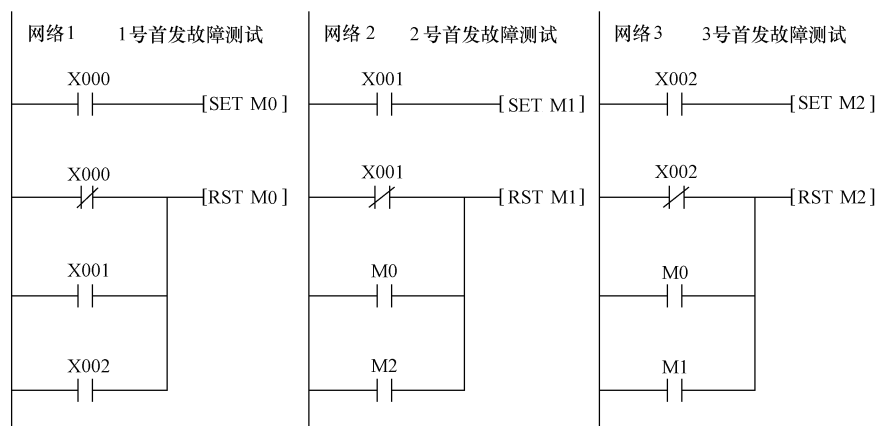 网络1 1号首发故障测试
X000
[SET M0]
X000
[RST M0]
X001
X002
网络 2 2号首发故障测试
X001
[SET M1]
X001
[RST M1]
M0
M2
网络3 3号首发故障测试
X002
[SET M2]
X002
[RST M2]
M0
M1